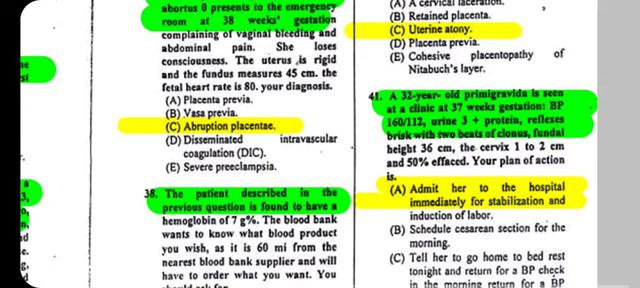 abortus 0 presents to the emergency
room at 38 weeks' gestation
complaining of vaginal bleeding and
abdominal pain. She loses
consciousness. The uterus is rigid
and the fundus measures 45 cm. the
fetal heart rate is 80. your diagnosis.
(A) Placenta previa.
(B) Vasa previa.
(C) Abruption placentae.
(D) Disseminated intravascular
coagulation (DIC).
(E) Severe preeclampsia.
38. The patient described in the
previous question is found to have a
hemoglobin of 7 g%. The blood bank
wants to know what blood product
you wish, as it is 60 mi from the
nearest blood bank supplier and will
have to order what you want. You
(A) A cervical laceration.
(B) Retained placenta.
(C) Uterine atony.
(D) Placenta previa.
(E) Cohesive placentopathy of
Nitabuch's layer.
41. A 32-year- old primigravida is seen
at a clinic at 37 weeks gestation: BP
160/112, urine 3 + protein, reflexes
brisk with two beats of clonus, fundal
height 36 cm, the cervix 1 to 2 cm
and 50% effaced. Your plan of action
is.
(A) Admit her to the hospital
immediately for stabilization and
induction of labor.
(B) Schedule cesarean section for the
morning.
(C) Tell her to go home to bed rest
tonight and return for a BP check
in the morning return for a BP